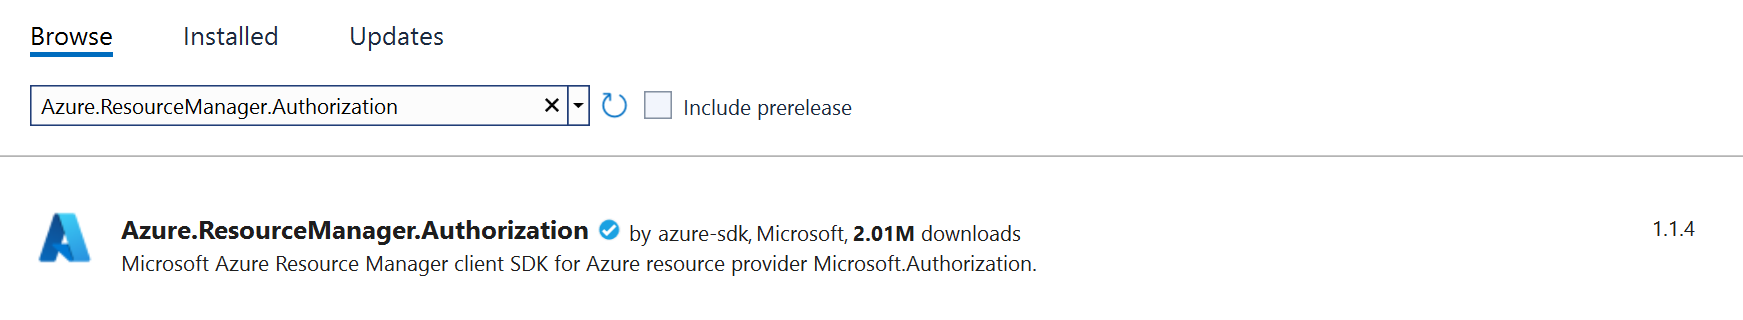 Browse Installed Updates
Azure.ResourceManager.Authorization
Include prerelease
Azure.ResourceManager.Authorization by azure-sdk, Microsoft, 2.01M downloads 1.1.4
Microsoft Azure Resource Manager client SDK for Azure resource provider Microsoft.Authorization.